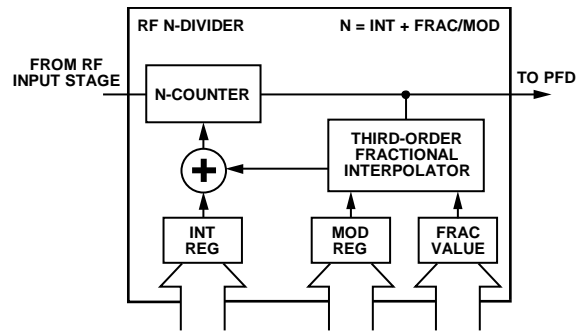 RF N-DIVIDER
N = INT + FRAC/MOD
FROM RF
INPUT STAGE
N-COUNTER
TO PFD
THIRD-ORDER
FRACTIONAL
INTERPOLATOR
+
INT
REG
MOD
REG
FRAC
VALUE